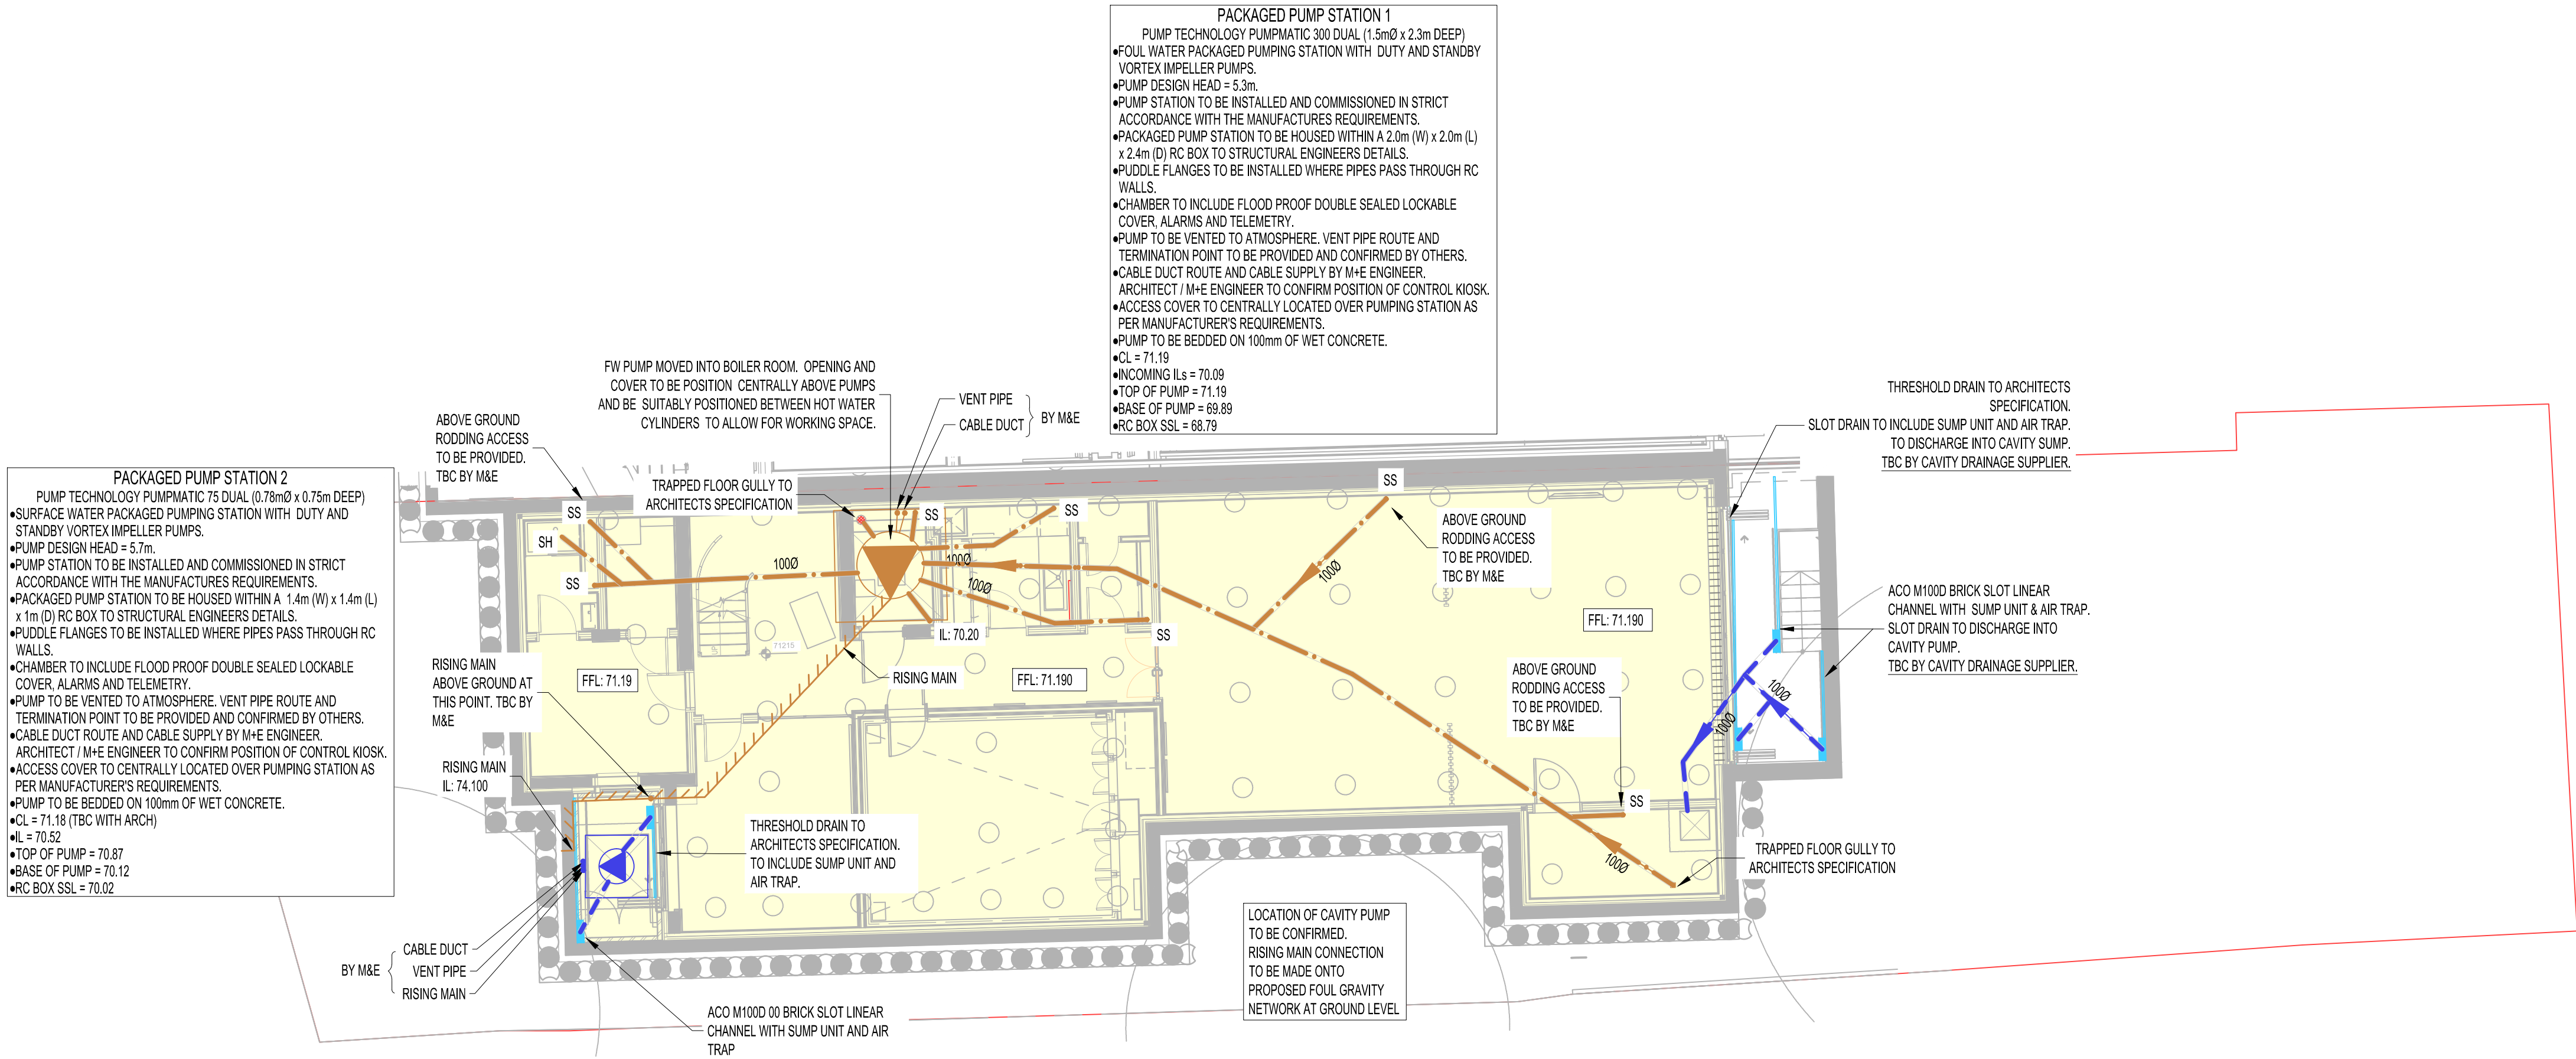 PACKAGED PUMP STATION 1
PUMP TECHNOLOGY PUMPMATIC 300 DUAL (1.5mØ x 2.3m DEEP)
●FOUL WATER PACKAGED PUMPING STATION WITH DUTY AND STANDBY
VORTEX IMPELLER PUMPS.
●PUMP DESIGN HEAD = 5.3m.
●PUMP STATION TO BE INSTALLED AND COMMISSIONED IN STRICT
ACCORDANCE WITH THE MANUFACTURES REQUIREMENTS.
●PACKAGED PUMP STATION TO BE HOUSED WITHIN A 2.0m (W) x 2.0m (L)
x 2.4m (D) RC BOX TO STRUCTURAL ENGINEERS DETAILS.
●PUDDLE FLANGES TO BE INSTALLED WHERE PIPES PASS THROUGH RC
WALLS.
●CHAMBER TO INCLUDE FLOOD PROOF DOUBLE SEALED LOCKABLE
COVER, ALARMS AND TELEMETRY.
●PUMP TO BE VENTED TO ATMOSPHERE. VENT PIPE ROUTE AND
TERMINATION POINT TO BE PROVIDED AND CONFIRMED BY OTHERS.
●CABLE DUCT ROUTE AND CABLE SUPPLY BY M+E ENGINEER.
ARCHITECT / M+E ENGINEER TO CONFIRM POSITION OF CONTROL KIOSK.
●ACCESS COVER TO CENTRALLY LOCATED OVER PUMPING STATION AS
PER MANUFACTURER'S REQUIREMENTS.
●PUMP TO BE BEDDED ON 100mm OF WET CONCRETE.
●CL = 71.19
●INCOMING ILs = 70.09
●TOP OF PUMP = 71.19
●BASE OF PUMP = 69.89
●RC BOX SSL = 68.79
FW PUMP MOVED INTO BOILER ROOM. OPENING AND
COVER TO BE POSITION CENTRALLY ABOVE PUMPS
AND BE SUITABLY POSITIONED BETWEEN HOT WATER
CYLINDERS TO ALLOW FOR WORKING SPACE.
VENT PIPE
CABLE DUCT
BY M&E
THRESHOLD DRAIN TO ARCHITECTS
SPECIFICATION.
SLOT DRAIN TO INCLUDE SUMP UNIT AND AIR TRAP.
TO DISCHARGE INTO CAVITY SUMP.
TBC BY CAVITY DRAINAGE SUPPLIER.
ABOVE GROUND
RODDING ACCESS
TO BE PROVIDED.
TBC BY M&E
PACKAGED PUMP STATION 2
PUMP TECHNOLOGY PUMPMATIC 75 DUAL (0.78mØ x 0.75m DEEP)
●SURFACE WATER PACKAGED PUMPING STATION WITH DUTY AND
STANDBY VORTEX IMPELLER PUMPS.
●PUMP DESIGN HEAD = 5.7m.
●PUMP STATION TO BE INSTALLED AND COMMISSIONED IN STRICT
ACCORDANCE WITH THE MANUFACTURES REQUIREMENTS.
●PACKAGED PUMP STATION TO BE HOUSED WITHIN A 1.4m (W) x 1.4m (L)
x 1m (D) RC BOX TO STRUCTURAL ENGINEERS DETAILS.
●PUDDLE FLANGES TO BE INSTALLED WHERE PIPES PASS THROUGH RC
WALLS.
●CHAMBER TO INCLUDE FLOOD PROOF DOUBLE SEALED LOCKABLE
COVER, ALARMS AND TELEMETRY.
●PUMP TO BE VENTED TO ATMOSPHERE. VENT PIPE ROUTE AND
TERMINATION POINT TO BE PROVIDED AND CONFIRMED BY OTHERS.
●CABLE DUCT ROUTE AND CABLE SUPPLY BY M+E ENGINEER.
ARCHITECT / M+E ENGINEER TO CONFIRM POSITION OF CONTROL KIOSK.
●ACCESS COVER TO CENTRALLY LOCATED OVER PUMPING STATION AS
PER MANUFACTURER'S REQUIREMENTS.
●PUMP TO BE BEDDED ON 100mm OF WET CONCRETE.
●CL = 71.18 (TBC WITH ARCH)
●IL = 70.52
●TOP OF PUMP = 70.87
●BASE OF PUMP = 70.12
●RC BOX SSL = 70.02
TRAPPED FLOOR GULLY TO
ARCHITECTS SPECIFICATION
SS
SH
SS
SS
SS
SS
SS
100Ø
100Ø
100Ø
100Ø
ABOVE GROUND
RODDING ACCESS
TO BE PROVIDED.
TBC BY M&E
FFL: 71.190
IL: 70.20
71215
RISING MAIN
FFL: 71.19
FFL: 71.190
RISING MAIN
ABOVE GROUND AT
THIS POINT. TBC BY
M&E
ABOVE GROUND
RODDING ACCESS
TO BE PROVIDED.
TBC BY M&E
ACO M100D BRICK SLOT LINEAR
CHANNEL WITH SUMP UNIT & AIR TRAP.
SLOT DRAIN TO DISCHARGE INTO
CAVITY PUMP.
TBC BY CAVITY DRAINAGE SUPPLIER.
100Ø
100Ø
RISING MAIN
IL: 74.100
SS
THRESHOLD DRAIN TO
ARCHITECTS SPECIFICATION.
TO INCLUDE SUMP UNIT AND
AIR TRAP.
100Ø
TRAPPED FLOOR GULLY TO
ARCHITECTS SPECIFICATION
LOCATION OF CAVITY PUMP
TO BE CONFIRMED.
RISING MAIN CONNECTION
TO BE MADE ONTO
PROPOSED FOUL GRAVITY
NETWORK AT GROUND LEVEL
CABLE DUCT
BY M&E
VENT PIPE
RISING MAIN
ACO M100D 00 BRICK SLOT LINEAR
CHANNEL WITH SUMP UNIT AND AIR
TRAP